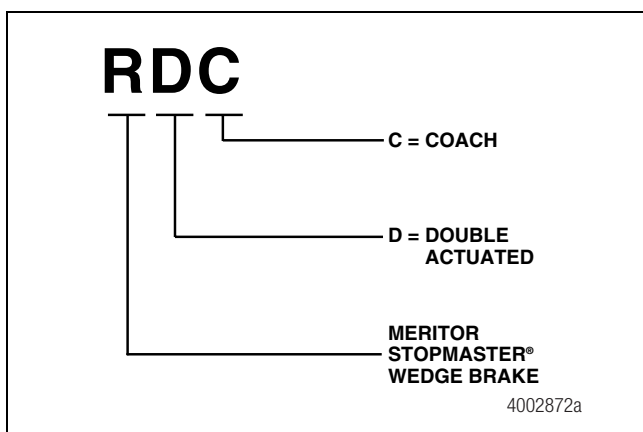 RDC
C = COACH
D = DOUBLE
ACTUATED
MERITOR
STOPMASTER®
WEDGE BRAKE
4002872a